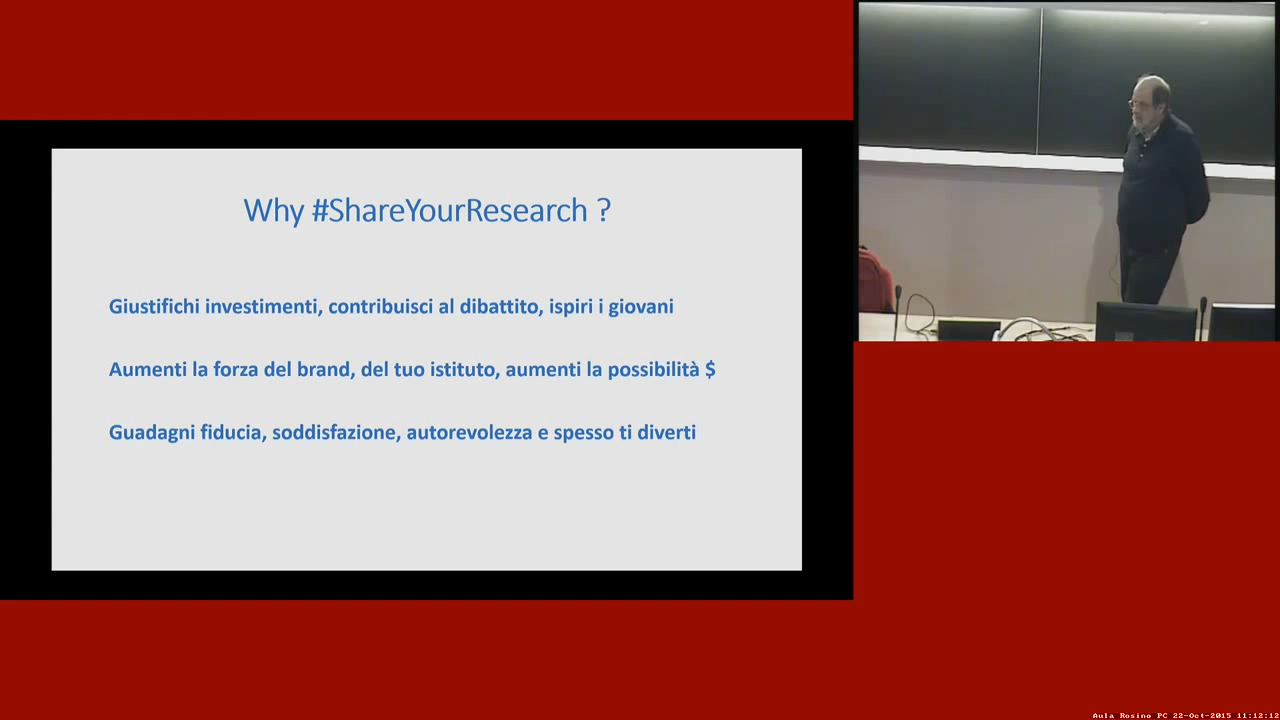 Why #ShareYourResearch ?
Giustifichi investimenti, contribuisci al dibattito, ispiri i giovani
Aumenti la forza del brand, del tuo istituto, aumenti la possibilità $
Guadagni fiducia, soddisfazione, autorevolezza e spesso ti diverti
Aula Rosino PC 22-Oct-2015 11:12:12